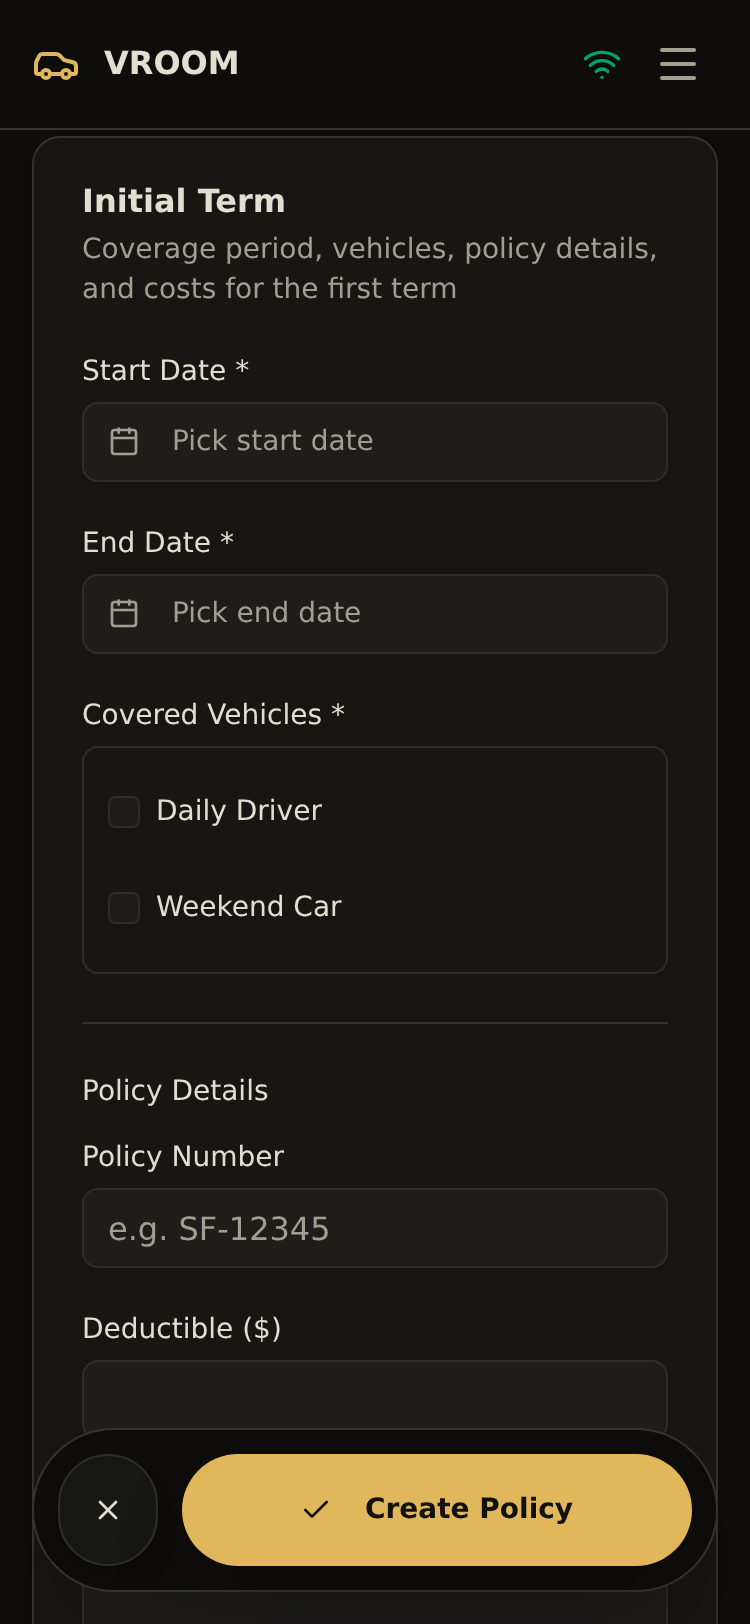 VROOM
Initial Term
Coverage period, vehicles, policy details,
and costs for the first term
Start Date *
Pick start date
End Date *
Pick end date
Covered Vehicles *
Daily Driver
Weekend Car
Policy Details
Policy Number
e.g. SF-12345
Deductible ($)
Create Policy